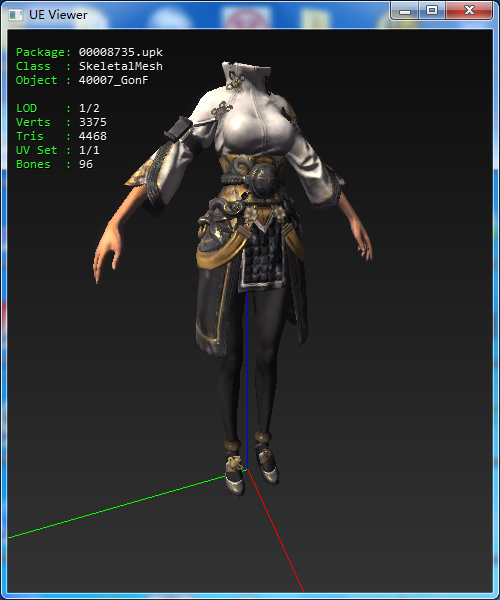 UE Viewer
Package: 00008735.upk
Class : SkeletalMesh
Object : 40007_GonF
LOD : 1/2
Verts : 3375
Tris : 4468
UV Set : 1/1
Bones : 96